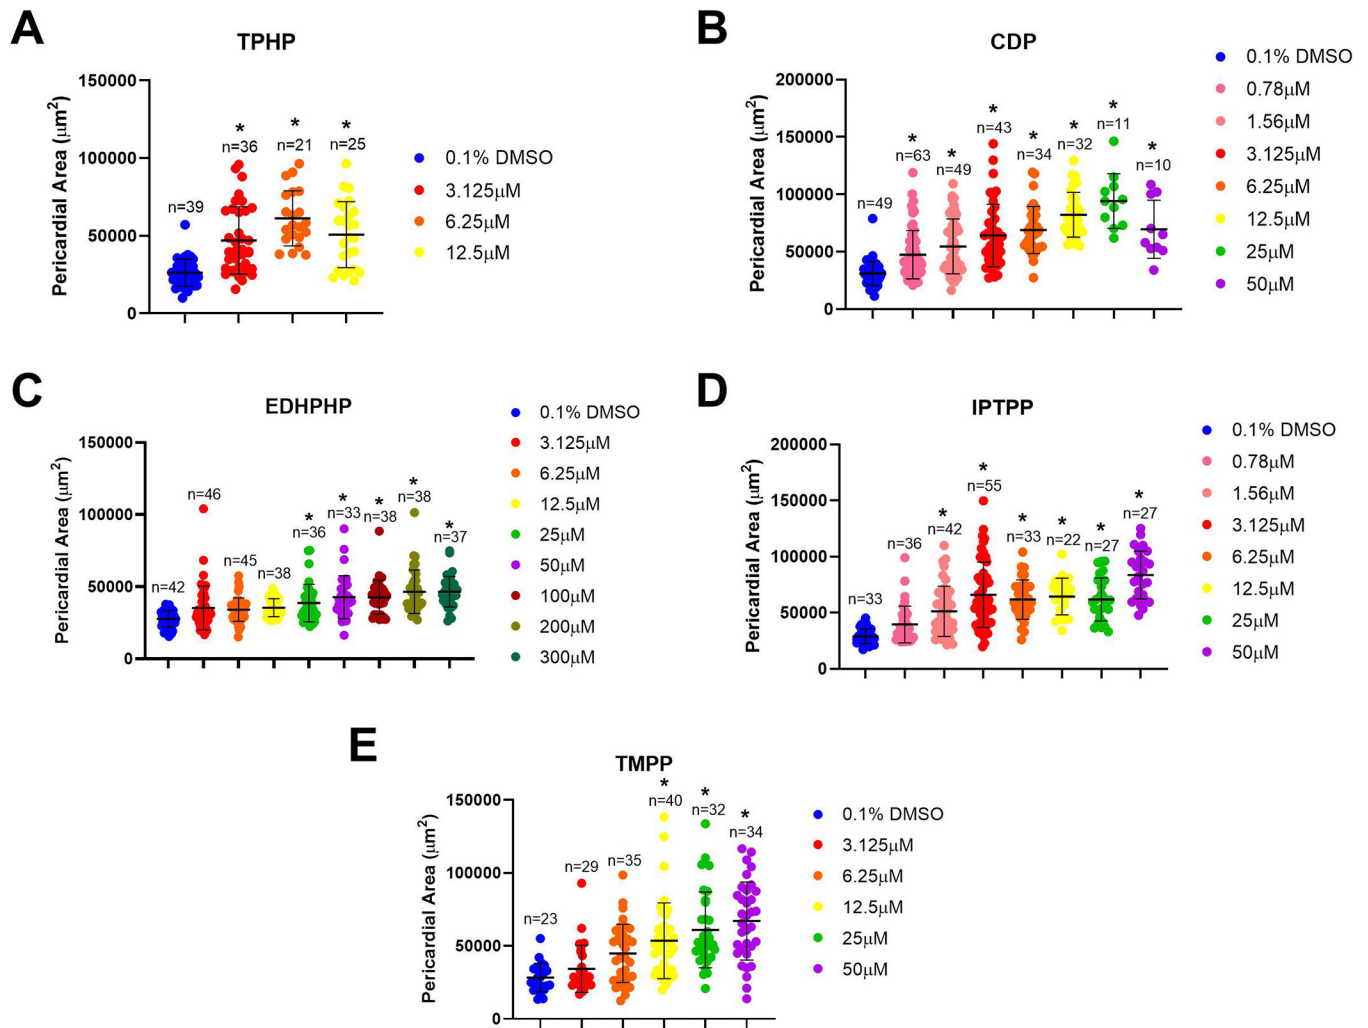 A
TPHP
Pericardial Area (μm²)
150000
100000
50000
0
n=39
*
n=36
*
n=21
*
n=25
0.1% DMSO
3.125μM
6.25μM
12.5μM
B
CDP
Pericardial Area (μm²)
200000
150000
100000
50000
0
n=49
*
n=63
*
n=49
*
n=43
*
n=34
*
n=32
*
n=11
*
n=10
0.1% DMSO
0.78μM
1.56μM
3.125μM
6.25μM
12.5μM
25μM
50μM
C
EDHPHP
Pericardial Area (μm²)
150000
100000
50000
0
n=42
n=46
n=45
n=38
*
n=36
*
n=33
*
n=38
*
n=38
*
n=37
0.1% DMSO
3.125μM
6.25μM
12.5μM
25μM
50μM
100μM
200μM
300μM
D
IPTPP
Pericardial Area (μm²)
200000
150000
100000
50000
0
n=33
n=36
*
n=42
*
n=55
*
n=33
*
n=22
*
n=27
*
n=27
0.1% DMSO
0.78μM
1.56μM
3.125μM
6.25μM
12.5μM
25μM
50μM
E
TMPP
Pericardial Area (μm²)
150000
100000
50000
0
n=23
n=29
n=35
*
n=40
*
n=32
*
n=34
0.1% DMSO
3.125μM
6.25μM
12.5μM
25μM
50μM